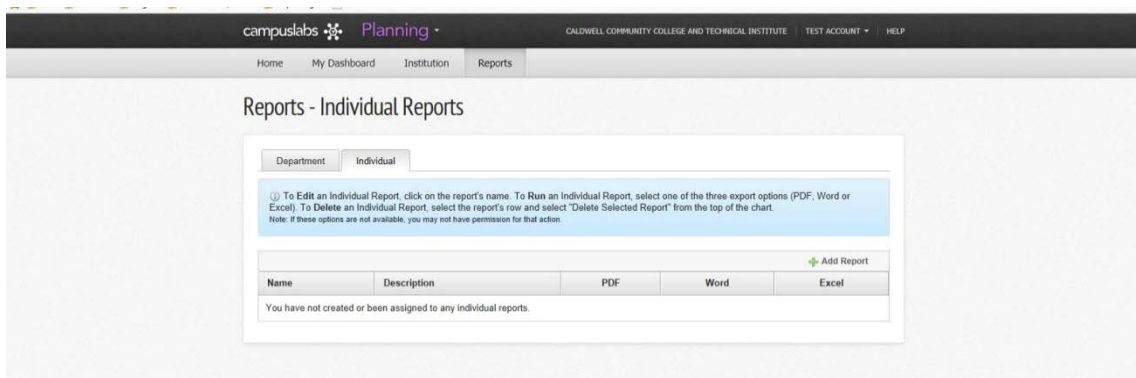 campuslabs Planning CALDWELL COMMUNITY COLLEGE AND TECHNICAL INSTITUTE TEST ACCOUNT HELP
Home My Dashboard Institution Reports
Reports - Individual Reports
Department Individual
To Edit an Individual Report, click on the report's name. To Run an Individual Report, select one of the three export options (PDF, Word or
Excel). To Delete an Individual Report, select the report's row and select "Delete Selected Report" from the top of the chart.
Note: If these options are not available, you may not have permission for that action.
Add Report
Name Description PDF Word Excel
You have not created or been assigned to any individual reports.